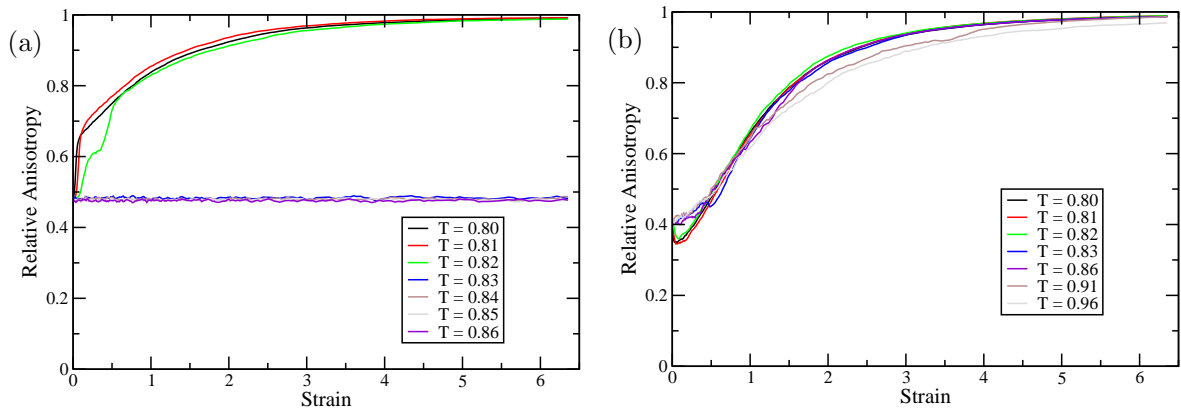 (a)
Relative Anisotropy
1
0.8
0.6
0.4
0.2
0
0 1 2 3 4 5 6
Strain
T = 0.80
T = 0.81
T = 0.82
T = 0.83
T = 0.84
T = 0.85
T = 0.86
(b)
Relative Anisotropy
1
0.8
0.6
0.4
0.2
0
0 1 2 3 4 5 6
Strain
T = 0.80
T = 0.81
T = 0.82
T = 0.83
T = 0.86
T = 0.91
T = 0.96